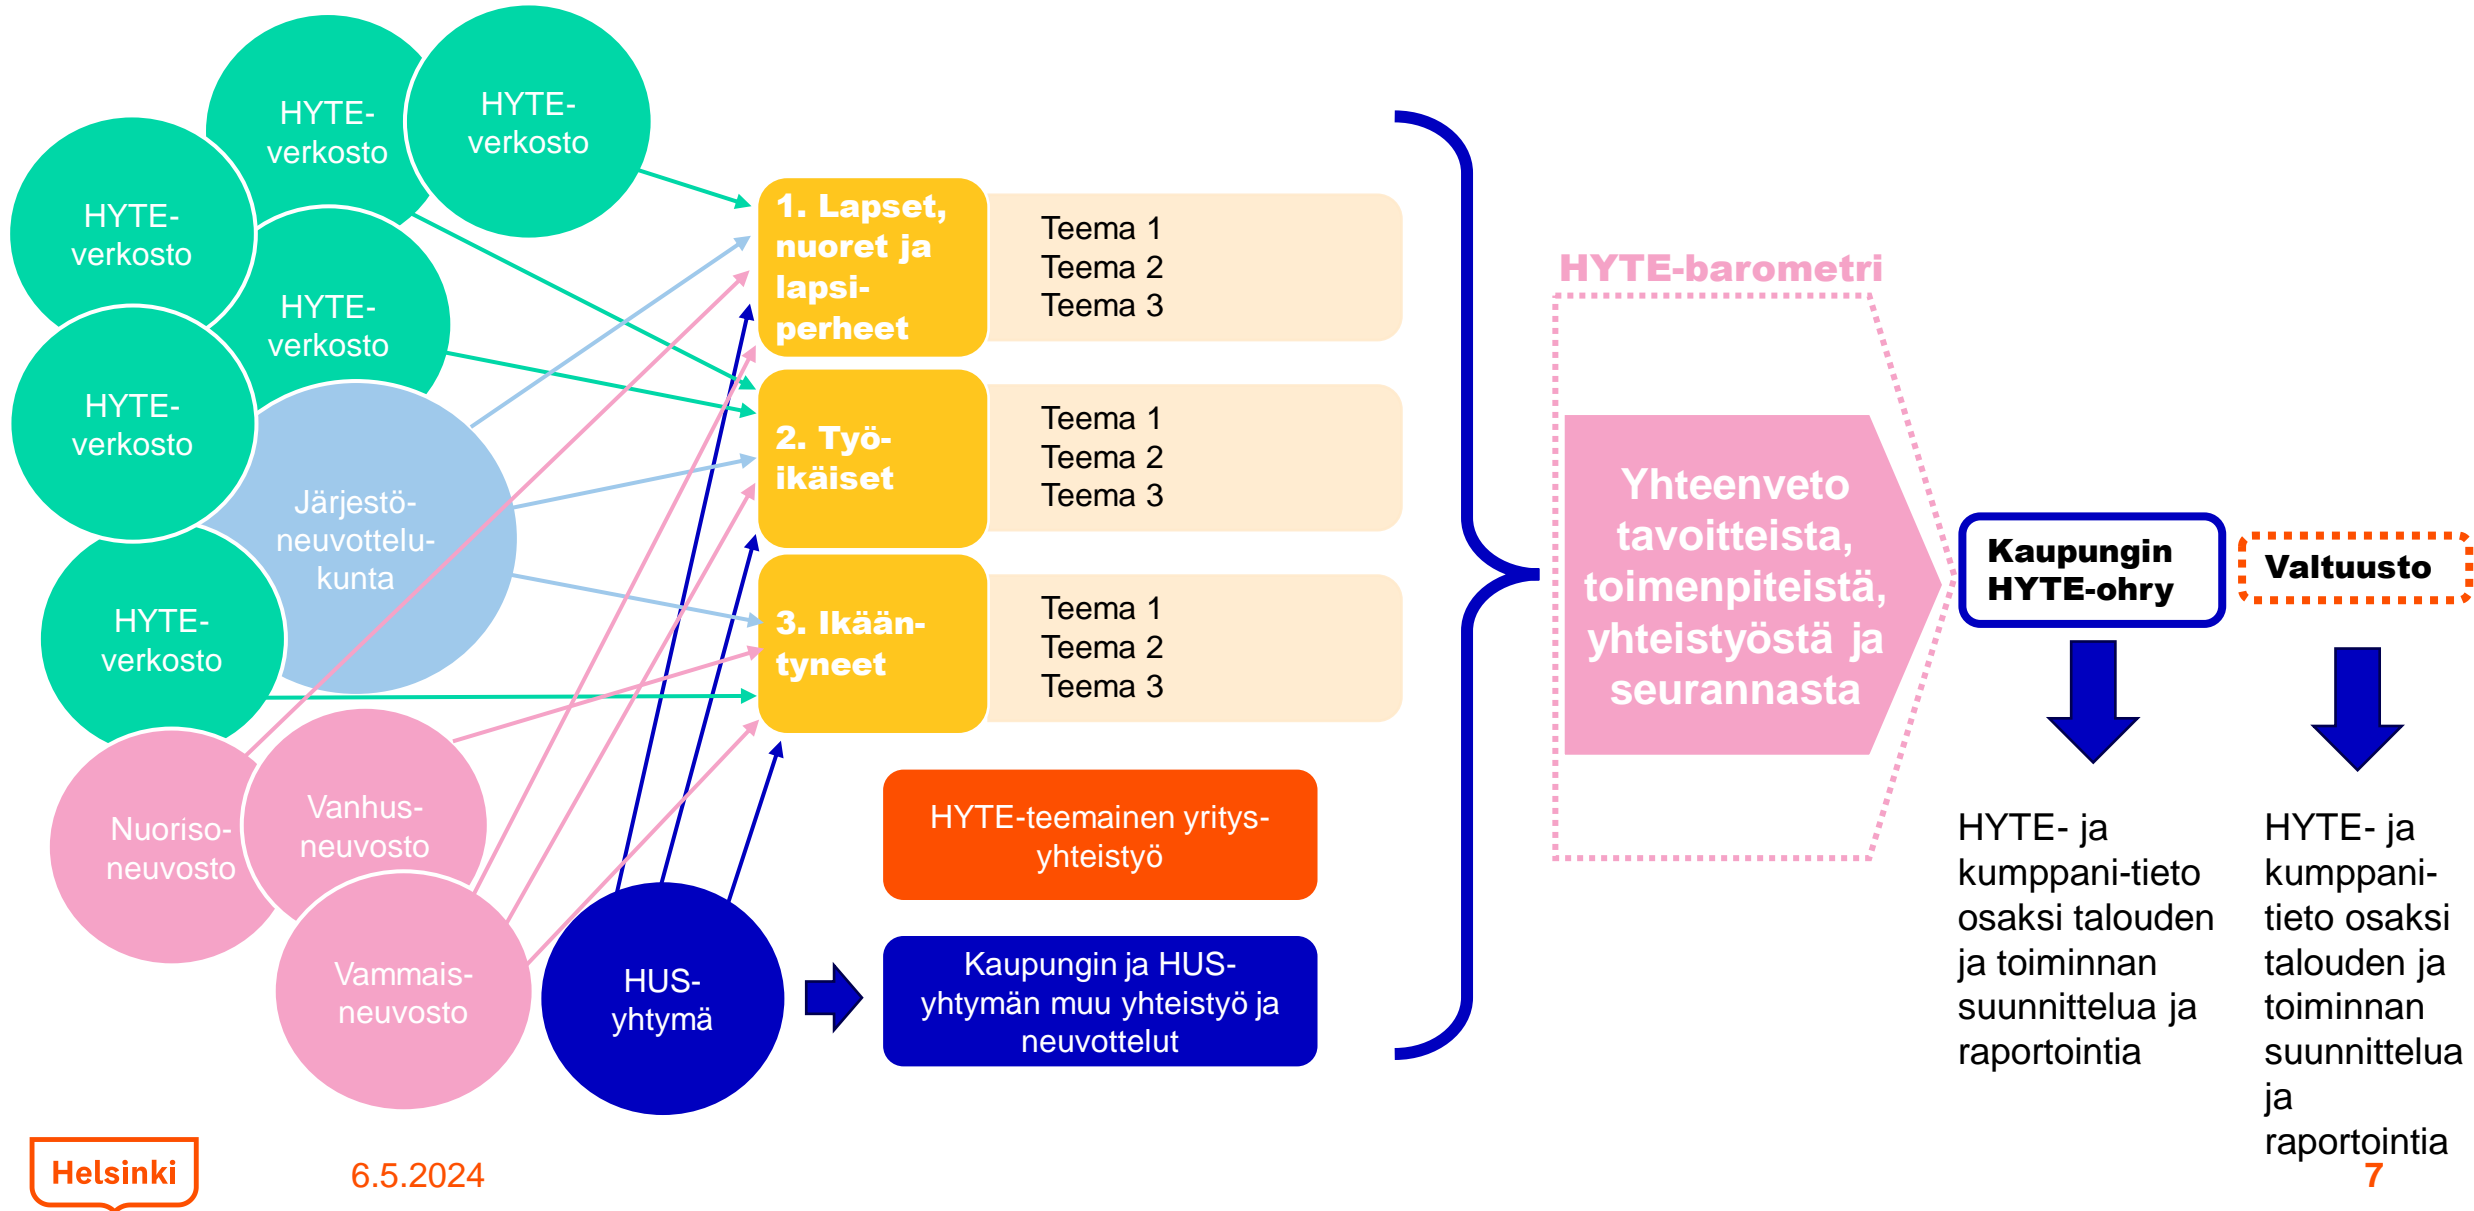 HYTE-
verkosto
HYTE-
verkosto
HYTE-
verkosto
HYTE-
verkosto
HYTE-
verkosto
Järjestö-
neuvottelu-
kunta
HYTE-
verkosto
Nuoriso-
neuvosto
Vanhus-
neuvosto
Vammais-
neuvosto
HUS-
yhtymä
1. Lapset,
nuoret ja
lapsi-
perheet
Teema 1
Teema 2
Teema 3
2. Työ-
ikäiset
Teema 1
Teema 2
Teema 3
3. Ikään-
tyneet
Teema 1
Teema 2
Teema 3
HYTE-teemainen yritys-
yhteistyö
Kaupungin ja HUS-
yhtymän muu yhteistyö ja
neuvottelut
HYTE-barometri
Yhteenveto
tavoitteista,
toimenpiteistä,
yhteistyöstä ja
seurannasta
Kaupungin
HYTE-ohry
HYTE- ja
kumppani-tieto
osaksi talouden
ja toiminnan
suunnittelua ja
raportointia
Valtuusto
HYTE- ja
kumppani-
tieto osaksi
talouden ja
toiminnan
suunnittelua
ja
raportointia
Helsinki
6.5.2024
7